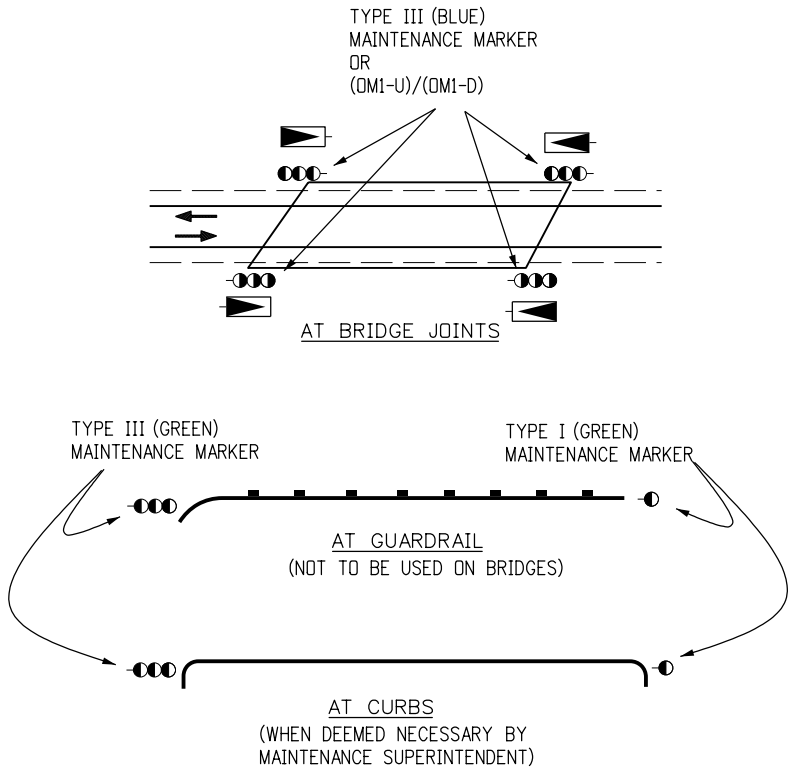 TYPE III (BLUE)
MAINTENANCE MARKER
OR
(OM1-U)/(OM1-D)
AT BRIDGE JOINTS
TYPE III (GREEN)
MAINTENANCE MARKER
TYPE I (GREEN)
MAINTENANCE MARKER
AT GUARDRAIL
(NOT TO BE USED ON BRIDGES)
AT CURBS
(WHEN DEEMED NECESSARY BY
MAINTENANCE SUPERINTENDENT)